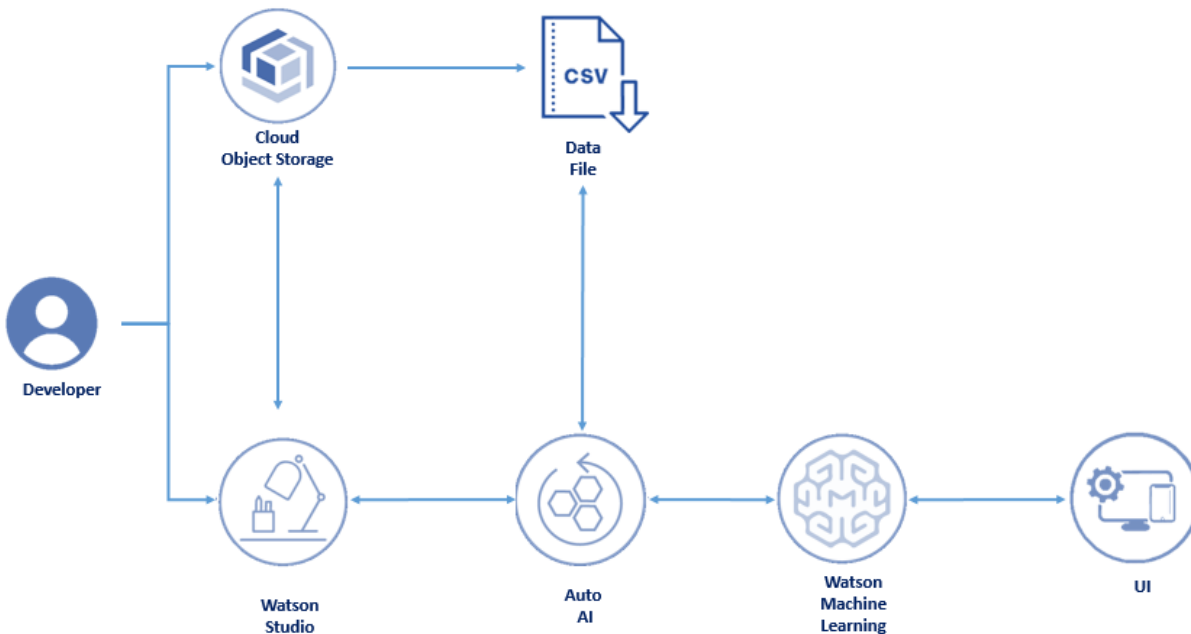 CSV
Cloud
Object Storage
Data
File
Developer
Watson
Studio
Auto
AI
Watson
Machine
Learning
UI